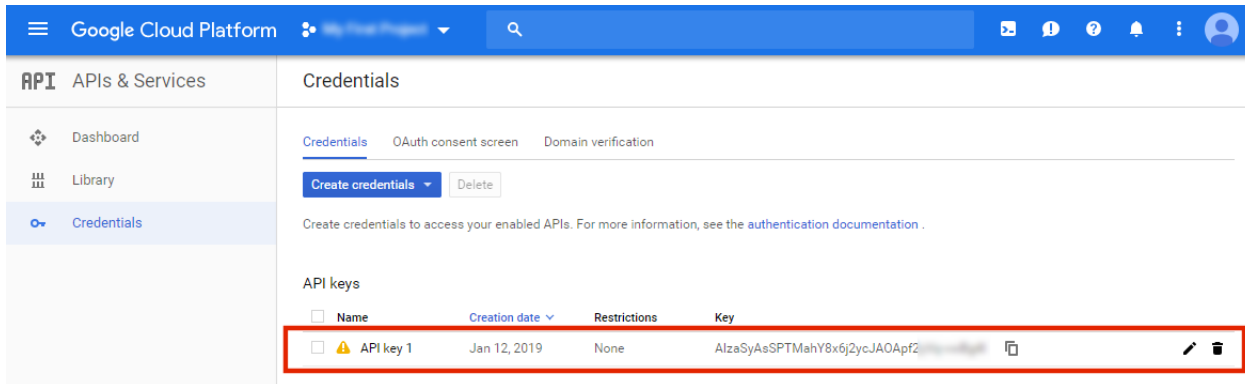 Google Cloud Platform
API APIs & Services
Credentials
Dashboard
Library
Credentials
Credentials OAuth consent screen Domain verification
Create credentials Delete
Create credentials to access your enabled APIs. For more information, see the authentication documentation .
API keys
Name Creation date Restrictions Key
API key 1 Jan 12, 2019 None AIzaSyAsSPTMahY8x6j2ycJAOApf2